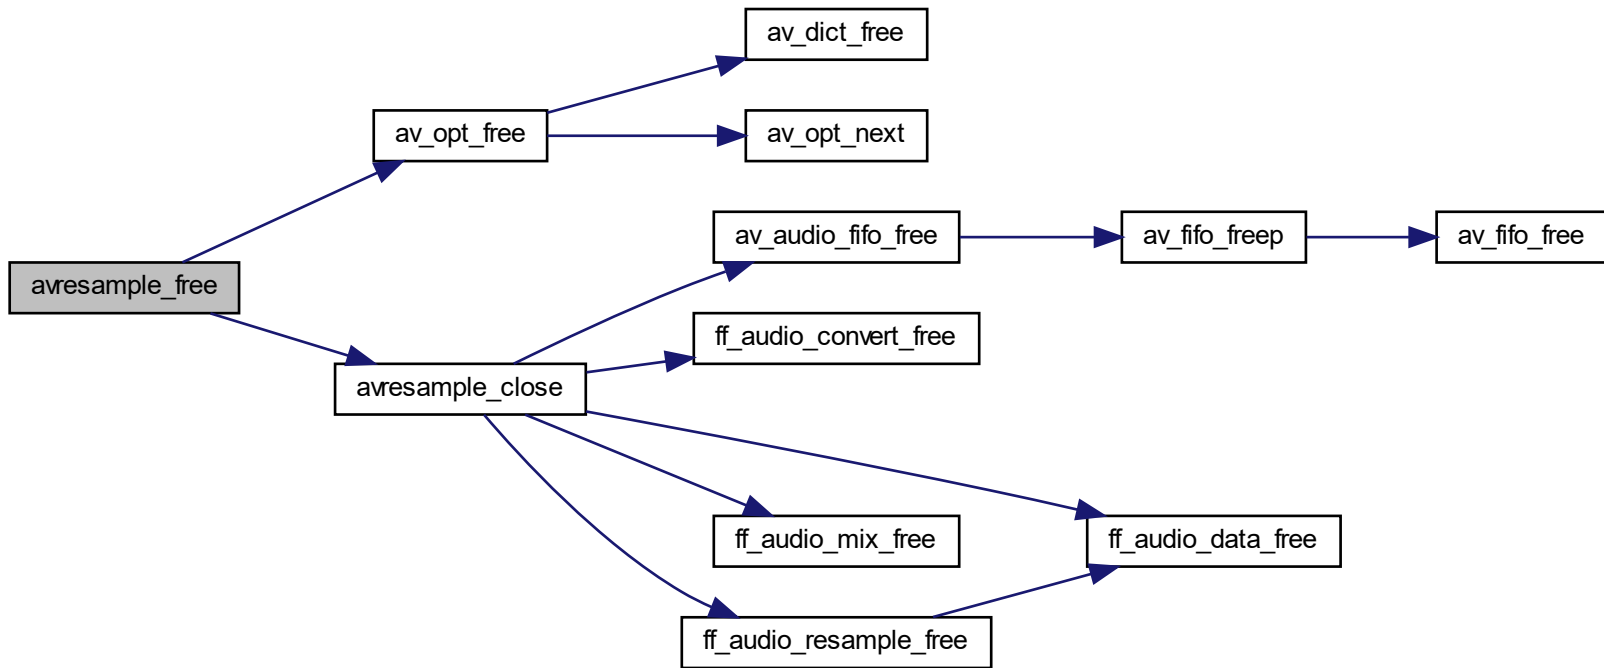 av_dict_free
av_opt_free
av_opt_next
av_audio_fifo_free
av_fifo_freep
av_fifo_free
avresample_free
ff_audio_convert_free
avresample_close
ff_audio_mix_free
ff_audio_data_free
ff_audio_resample_free